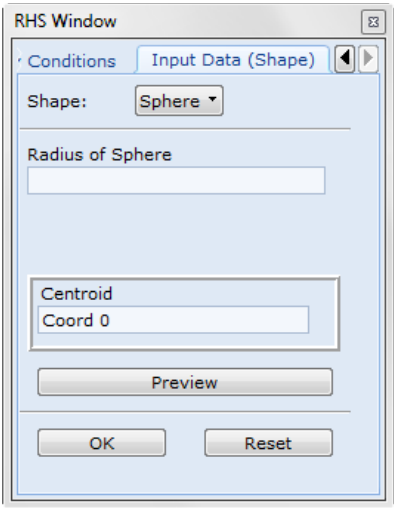 RHS Window
Conditions
Input Data (Shape)
Shape: Sphere
Radius of Sphere
Centroid
Coord 0
Preview
OK Reset